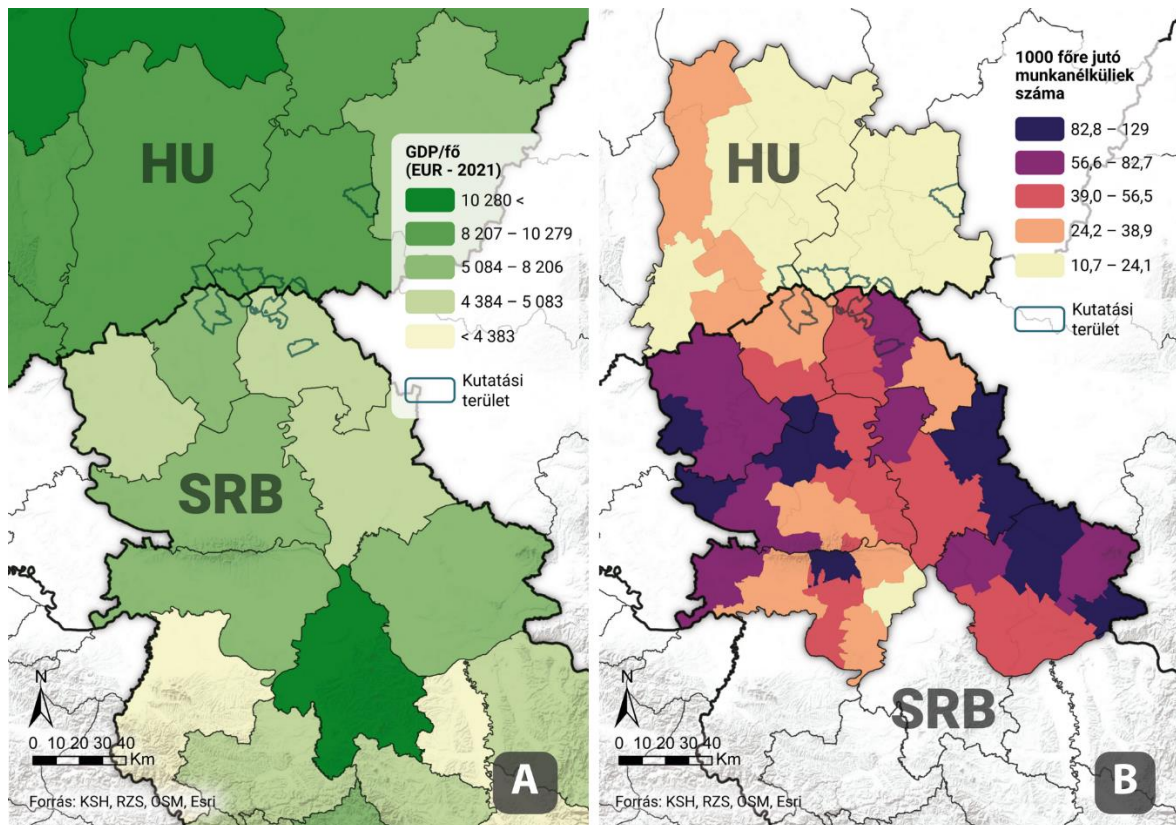 HU
SRB
GDP/fő
(EUR - 2021)
10 280 <
8 207 – 10 279
5 084 – 8 206
4 384 – 5 083
< 4 383
Kutatási
terület
N
0 10 20 30 40
Km
Forrás: KSH, RZS, OSM, Esri
A
1000 főre jutó
munkanélküliek
száma
82,8 – 129
56,6 – 82,7
39,0 – 56,5
24,2 – 38,9
10,7 – 24,1
Kutatási
terület
HU
SRB
N
0 10 20 30 40
Km
Forrás: KSH, RZS, OSM, Esri
B